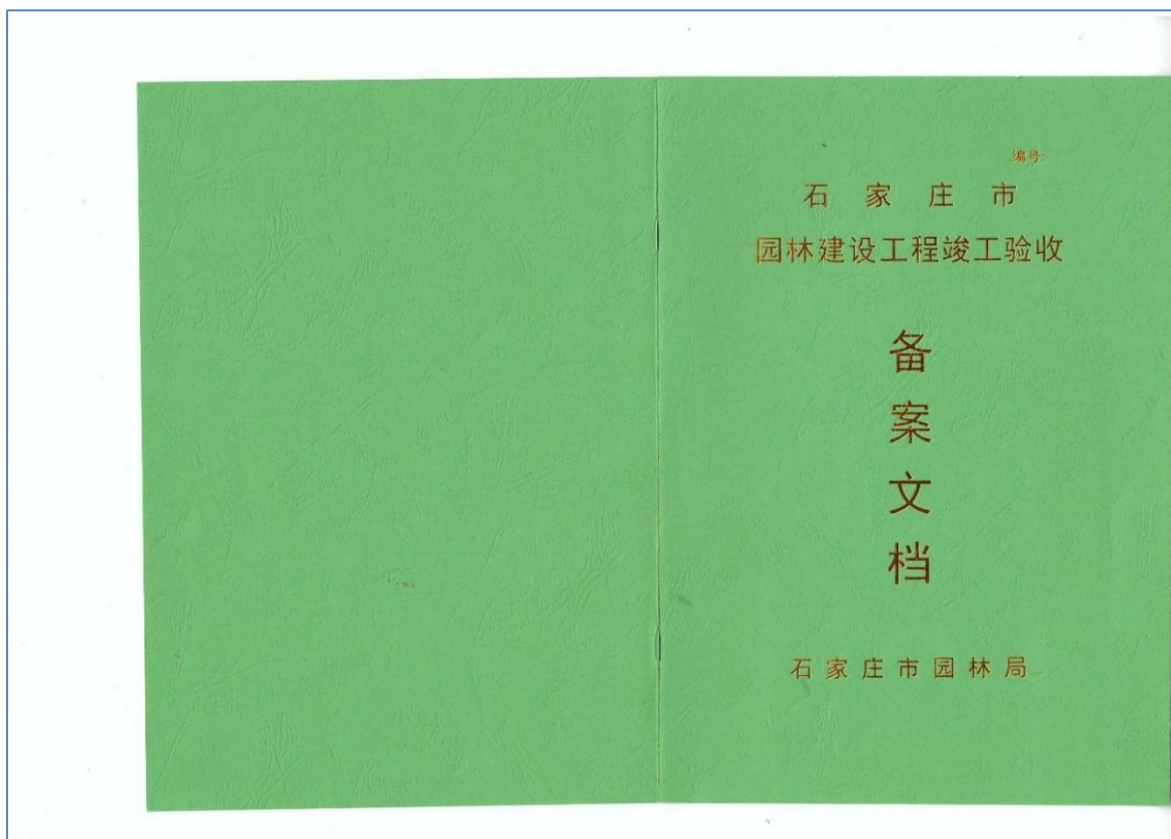 编号:
石家庄市
园林建设工程竣工验收
备
案
文
档
石家庄市园林局